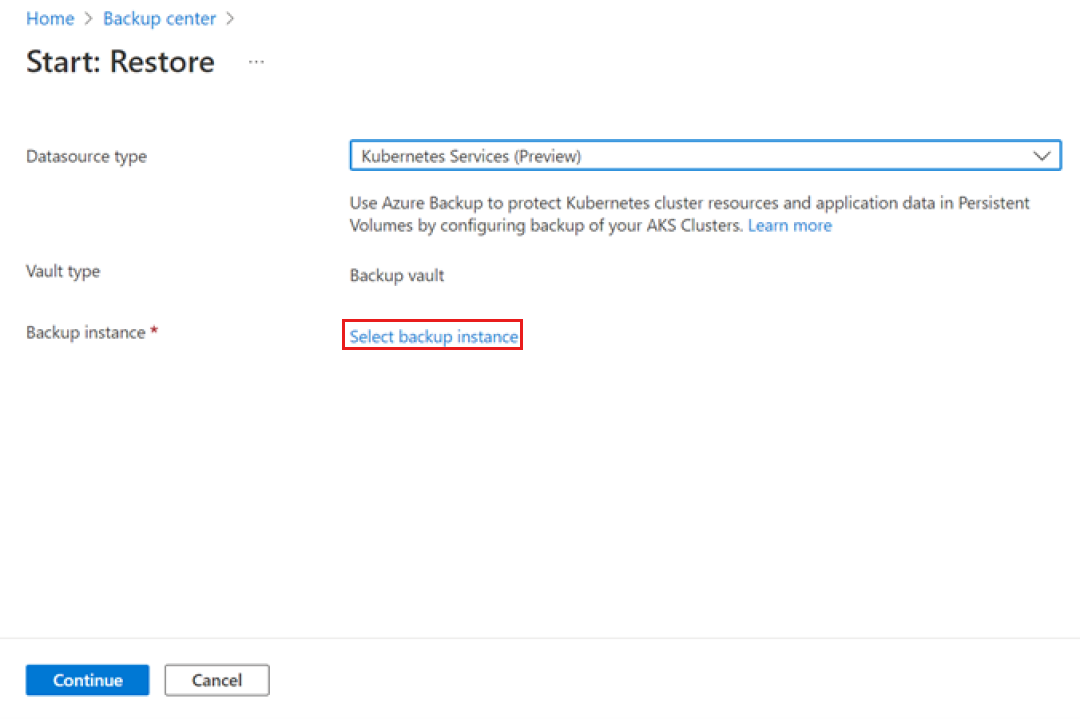 Home > Backup center >
Start: Restore ...
Datasource type
Kubernetes Services (Preview)
Use Azure Backup to protect Kubernetes cluster resources and application data in Persistent
Volumes by configuring backup of your AKS Clusters. Learn more
Vault type
Backup vault
Backup instance *
Select backup instance
Continue
Cancel